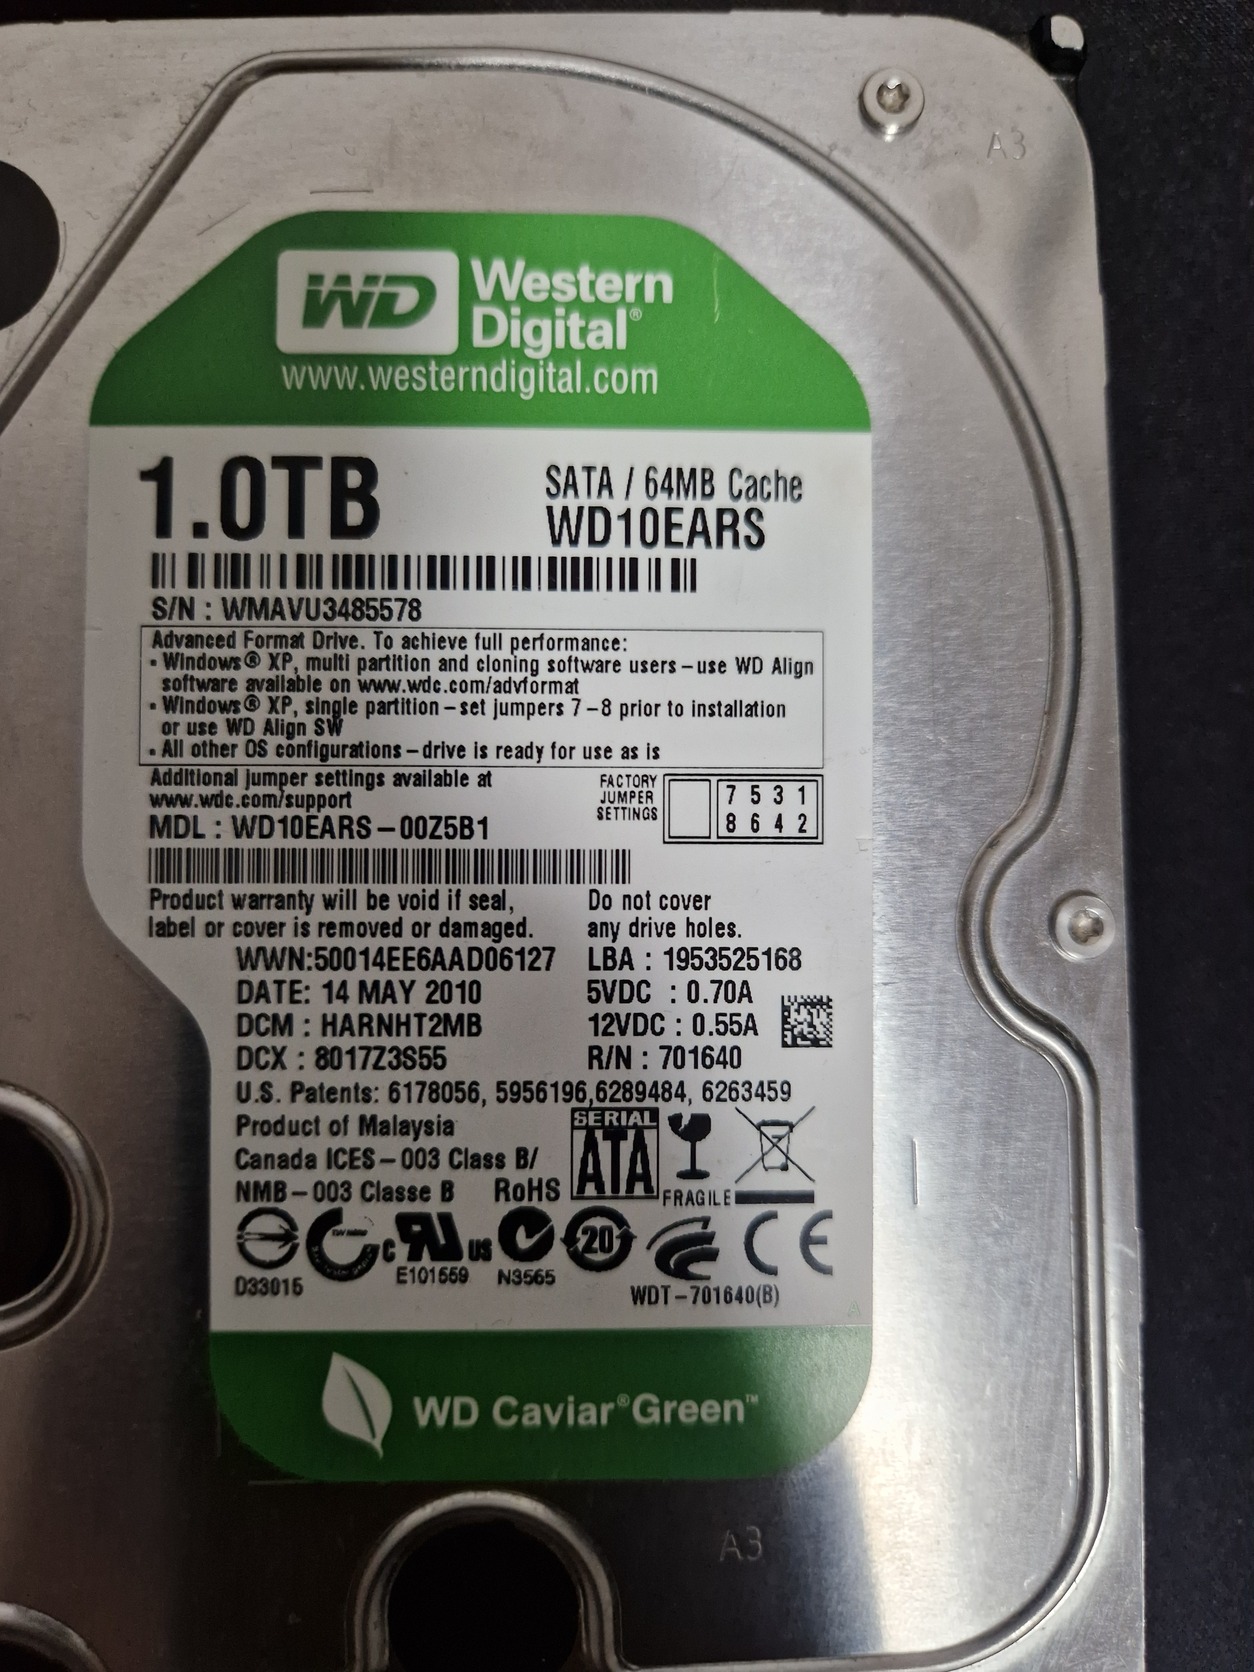 A3
WD Western
Digital®
www.westerndigital.com
1.0TB
SATA / 64MB Cache
WD10EARS
S/N : WMAVU3485578
Advanced Format Drive. To achieve full performance:
• Windows® XP, multi partition and cloning software users – use WD Align
software available on www.wdc.com/advformat
• Windows® XP, single partition – set jumpers 7 – 8 prior to installation
or use WD Align SW
• All other OS configurations – drive is ready for use as is
Additional jumper settings available at
www.wdc.com/support
FACTORY
JUMPER
SETTINGS
7 5 3 1
8 6 4 2
MDL : WD10EARS – 00Z5B1
Product warranty will be void if seal,
label or cover is removed or damaged.
Do not cover
any drive holes.
WWN:50014EE6AAD06127 LBA : 1953525168
DATE: 14 MAY 2010 5VDC : 0.70A
DCM : HARNHT2MB 12VDC : 0.55A
DCX : 8017Z3S55 R/N : 701640
U.S. Patents: 6178056, 5956196,6289484, 6263459
Product of Malaysia
Canada ICES – 003 Class B/
NMB – 003 Classe B RoHS
SERIAL
ATA
FRAGILE
c US 20 CE
D33015 E101559 N3565
WDT – 701640(B)
WD Caviar®Green™
A3